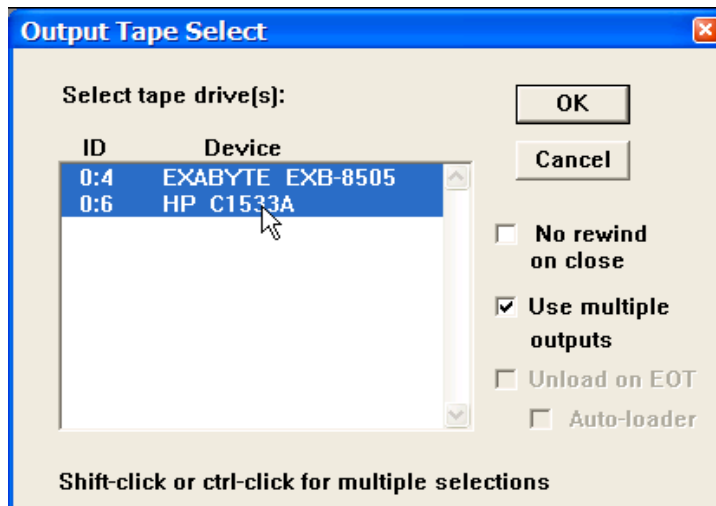 Output Tape Select
Select tape drive(s):
OK
ID Device
Cancel
0:4 EXABYTE EXB-8505
0:6 HP C1533A
No rewind
on close
Use multiple
outputs
Unload on EOT
Auto-loader
Shift-click or ctrl-click for multiple selections